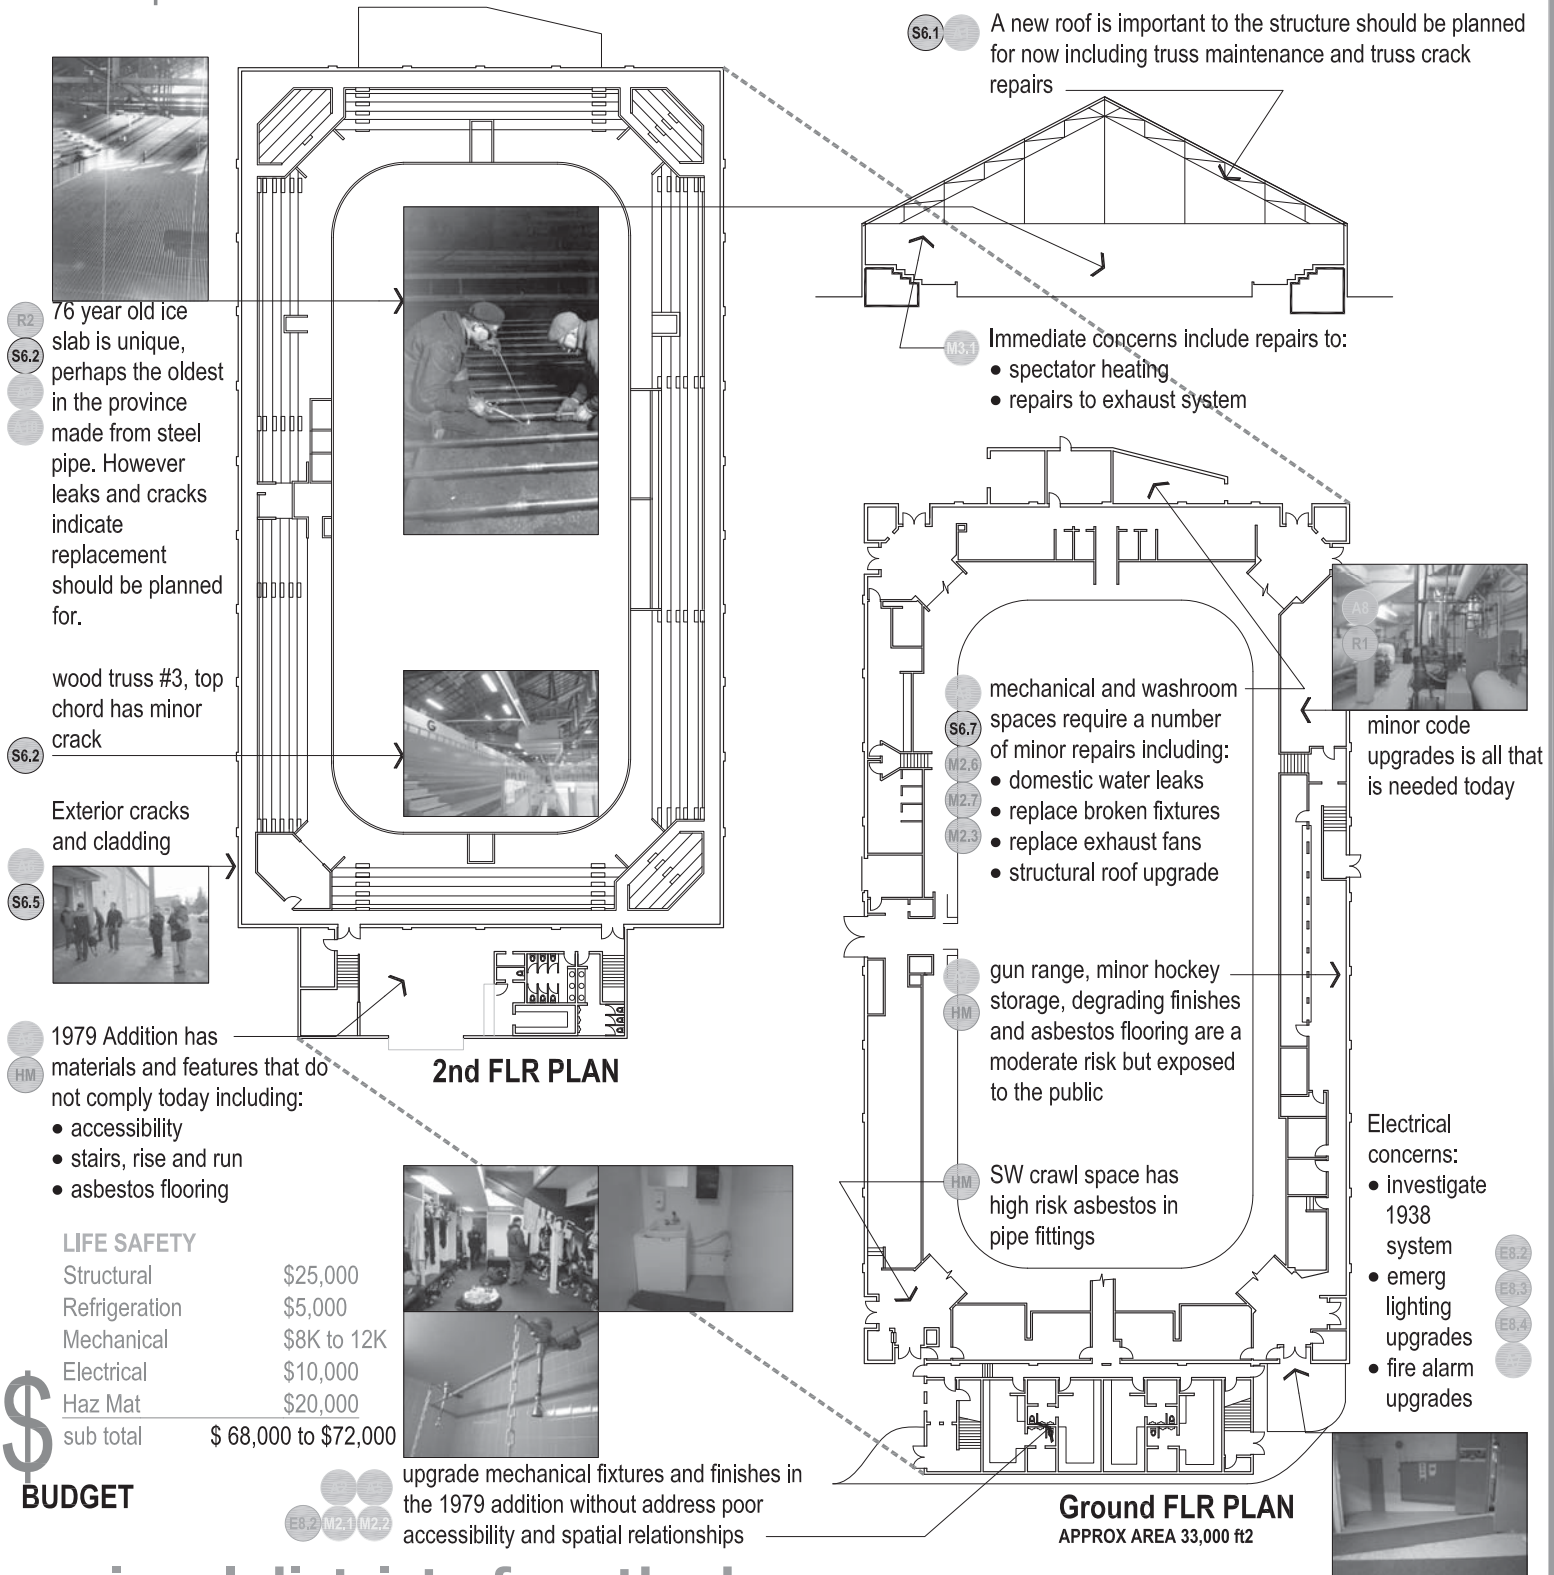 S6.1
A new roof is important to the structure should be planned
for now including truss maintenance and truss crack
repairs
R2
S6.2
76 year old ice
slab is unique,
perhaps the oldest
in the province
made from steel
pipe. However
leaks and cracks
indicate
replacement
should be planned
for.
M3.1
Immediate concerns include repairs to:
• spectator heating
• repairs to exhaust system
S6.2
wood truss #3, top
chord has minor
crack
Exterior cracks
and cladding
S6.5
G
A8
R1
minor code
upgrades is all that
is needed today
S6.7
M2.6
M2.7
M2.3
mechanical and washroom
spaces require a number
of minor repairs including:
• domestic water leaks
• replace broken fixtures
• replace exhaust fans
• structural roof upgrade
HM
gun range, minor hockey
storage, degrading finishes
and asbestos flooring are a
moderate risk but exposed
to the public
HM
1979 Addition has
materials and features that do
not comply today including:
• accessibility
• stairs, rise and run
• asbestos flooring
2nd FLR PLAN
HM
SW crawl space has
high risk asbestos in
pipe fittings
Electrical
concerns:
• investigate
1938
system
• emerg
lighting
upgrades
• fire alarm
upgrades
E8.2
E8.3
E8.4
LIFE SAFETY
Structural $25,000
Refrigeration $5,000
Mechanical $8K to 12K
Electrical $10,000
Haz Mat $20,000
sub total $ 68,000 to $72,000
$
BUDGET
E8.2 M2.1 M2.2
upgrade mechanical fixtures and finishes in
the 1979 addition without address poor
accessibility and spatial relationships
Ground FLR PLAN
APPROX AREA 33,000 ft2